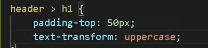 header > h1 {
padding-top: 50px;
text-transform: uppercase;